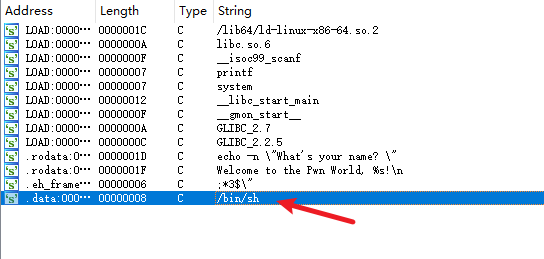 Address Length Type String
LOAD:0000··· 0000001C C /lib64/ld-linux-x86-64.so.2
LOAD:0000··· 0000000A C libc.so.6
LOAD:0000··· 0000000F C __isoc99_scanf
LOAD:0000··· 00000007 C printf
LOAD:0000··· 00000007 C system
LOAD:0000··· 00000012 C __libc_start_main
LOAD:0000··· 0000000F C __gmon_start__
LOAD:0000··· 0000000A C GLIBC_2.7
LOAD:0000··· 0000000C C GLIBC_2.2.5
.rodata:0··· 0000001D C echo -n \"What's your name? \"
.rodata:0··· 0000001F C Welcome to the Pwn World, %s!\n
.eh_frame··· 00000006 C ;*3$\"
.data:000··· 00000008 C /bin/sh